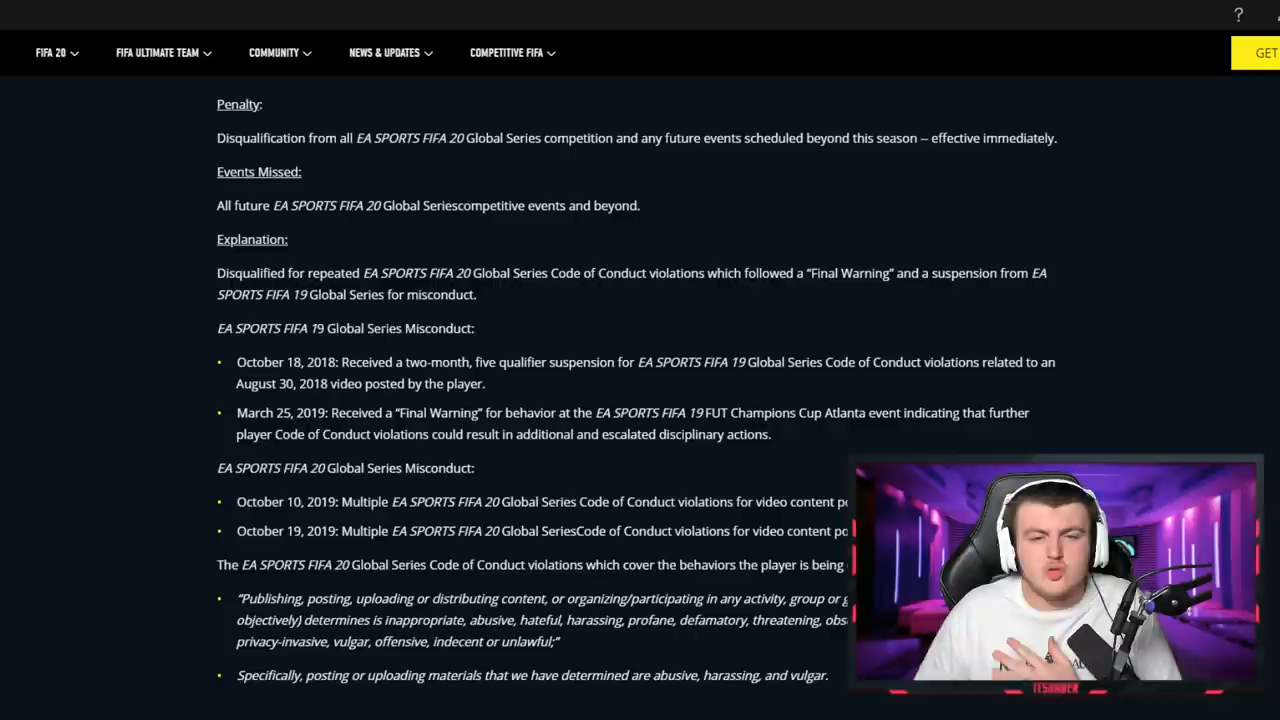 ?
FIFA 20
FIFA ULTIMATE TEAM
COMMUNITY
NEWS & UPDATES
COMPETITIVE FIFA
GET
Penalty:
Disqualification from all EA SPORTS FIFA 20 Global Series competition and any future events scheduled beyond this season – effective immediately.
Events Missed:
All future EA SPORTS FIFA 20 Global Seriescompetitive events and beyond.
Explanation:
Disqualified for repeated EA SPORTS FIFA 20 Global Series Code of Conduct violations which followed a “Final Warning” and a suspension from EA
SPORTS FIFA 19 Global Series for misconduct.
EA SPORTS FIFA 19 Global Series Misconduct:
• October 18, 2018: Received a two-month, five qualifier suspension for EA SPORTS FIFA 19 Global Series Code of Conduct violations related to an
August 30, 2018 video posted by the player.
• March 25, 2019: Received a “Final Warning” for behavior at the EA SPORTS FIFA 19 FUT Champions Cup Atlanta event indicating that further
player Code of Conduct violations could result in additional and escalated disciplinary actions.
EA SPORTS FIFA 20 Global Series Misconduct:
• October 10, 2019: Multiple EA SPORTS FIFA 20 Global Series Code of Conduct violations for video content po
• October 19, 2019: Multiple EA SPORTS FIFA 20 Global SeriesCode of Conduct violations for video content po
The EA SPORTS FIFA 20 Global Series Code of Conduct violations which cover the behaviors the player is being
• “Publishing, posting, uploading or distributing content, or organizing/participating in any activity, group or g
objectively) determines is inappropriate, abusive, hateful, harassing, profane, defamatory, threatening, obs
privacy-invasive, vulgar, offensive, indecent or unlawful;”
• Specifically, posting or uploading materials that we have determined are abusive, harassing, and vulgar.